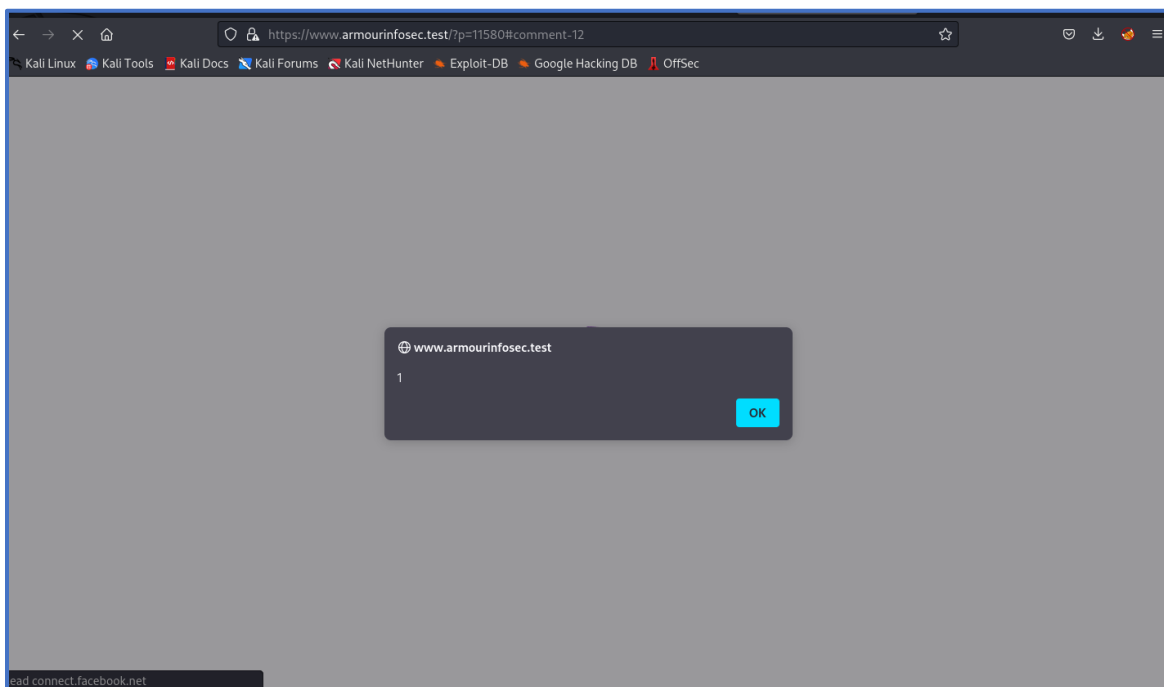 https://www.armourinfosec.test/?p=11580#comment-12
Kali Linux Kali Tools Kali Docs Kali Forums Kali NetHunter Exploit-DB Google Hacking DB OffSec
www.armourinfosec.test
1
OK
ead connect.facebook.net